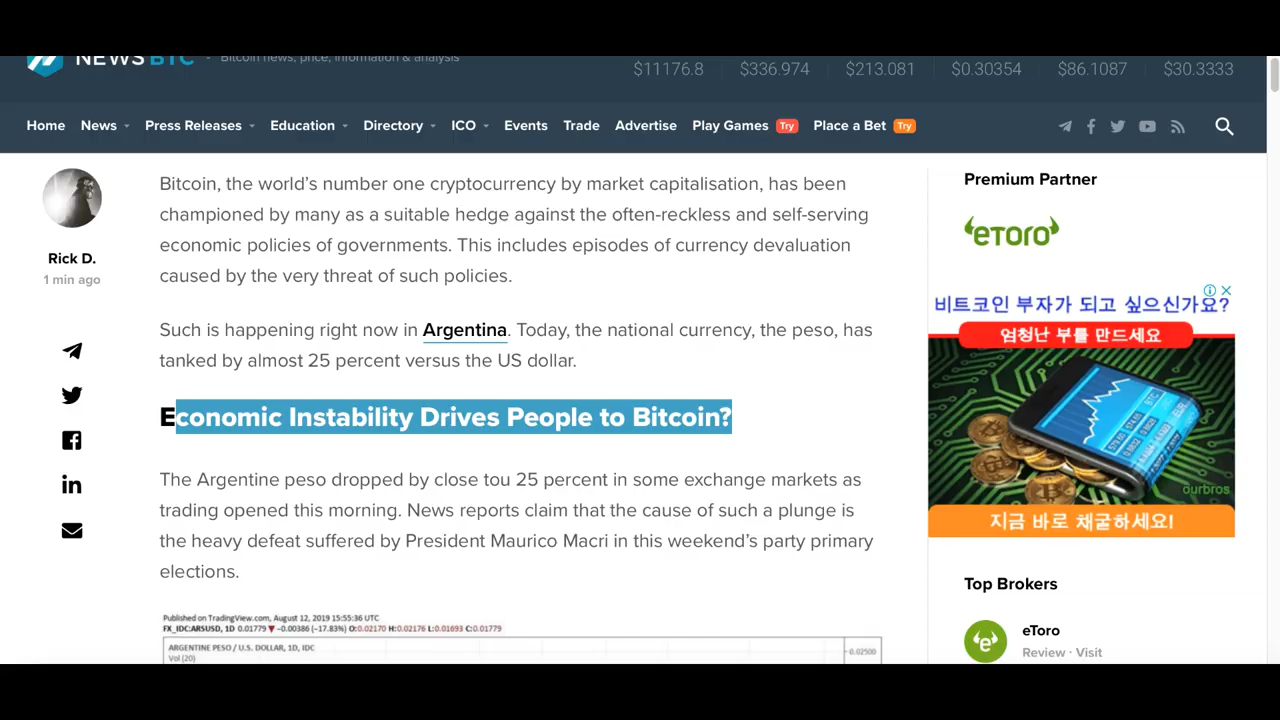 NEWSBTC - Bitcoin news, price, information & analysis
$11176.8 $336.974 $213.081 $0.30354 $86.1087 $30.3333
Home News Press Releases Education Directory ICO Events Trade Advertise Play Games Try Place a Bet Try
Rick D.
1 min ago
Bitcoin, the world's number one cryptocurrency by market capitalisation, has been
championed by many as a suitable hedge against the often-reckless and self-serving
economic policies of governments. This includes episodes of currency devaluation
caused by the very threat of such policies.
Such is happening right now in Argentina. Today, the national currency, the peso, has
tanked by almost 25 percent versus the US dollar.
Economic Instability Drives People to Bitcoin?
The Argentine peso dropped by close tou 25 percent in some exchange markets as
trading opened this morning. News reports claim that the cause of such a plunge is
the heavy defeat suffered by President Maurico Macri in this weekend's party primary
elections.
Published on TradingView.com, August 12, 2019 15:55:36 UTC
FX_IDC:ARSUSD, 1D 0.01779 ▼ −0.00386 (−17.83%) O:0.02170 H:0.02176 L:0.01693 C:0.01779
ARGENTINE PESO / U.S. DOLLAR, 1D, IDC
Vol (20)
0.02500
Premium Partner
eToro
비트코인 부자가 되고 싶으신가요?
엄청난 부를 만드세요
BTC
ourbros
지금 바로 채굴하세요!
Top Brokers
eToro
Review · Visit